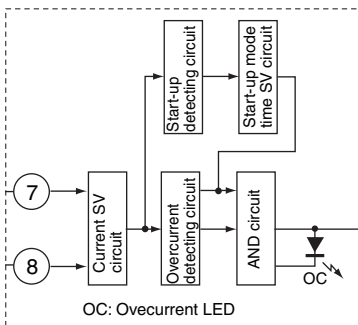 Start-up
detecting circuit
Start-up mode
time SV circuit
7
8
Current SV
circuit
Overcurrent
detecting circuit
AND circuit
OC
OC: Ovecurrent LED